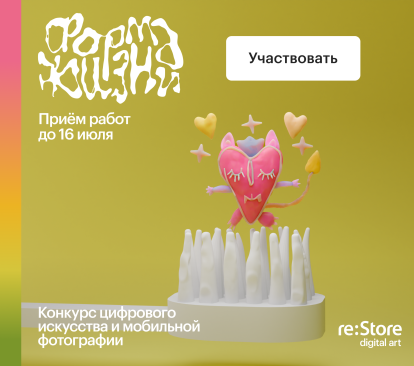 ФОРМА
ЖИЗНИ
Участвовать
Приём работ
до 16 июля
Конкурс цифрового
искусства и мобильной
фотографии
re:Store
digital art